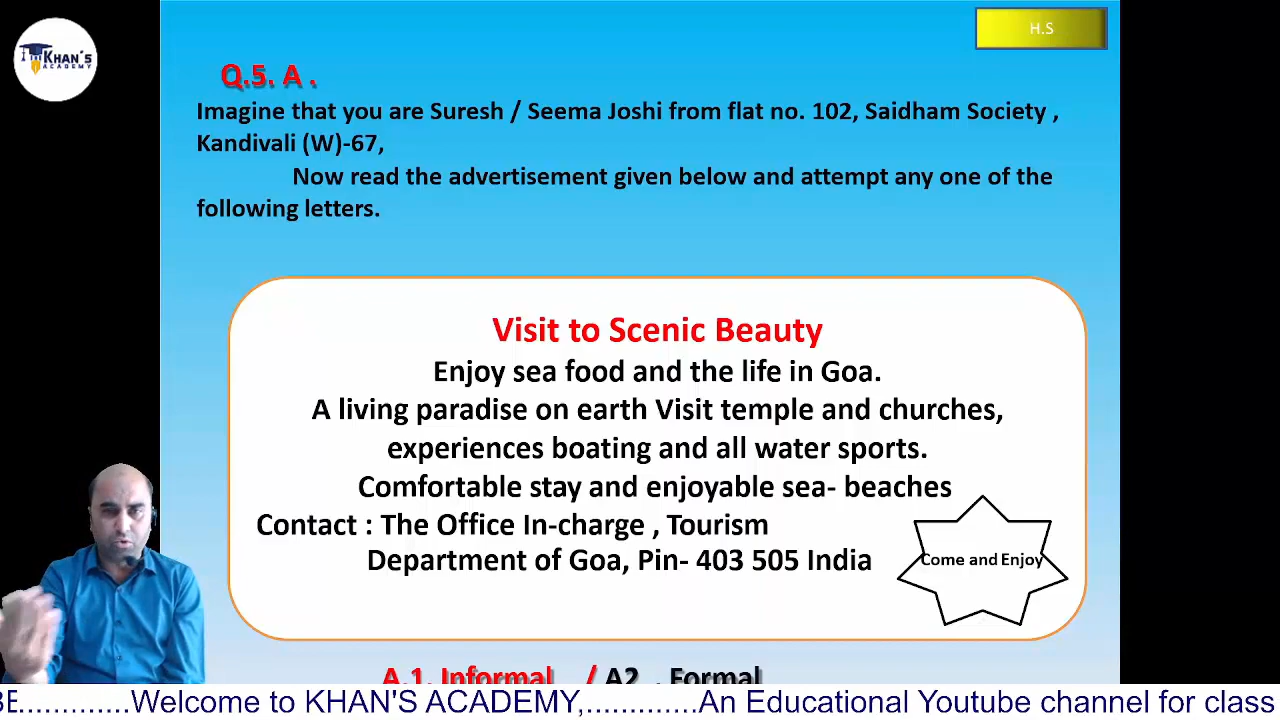 KHAN'S
ACADEMY
H.S
Q.5. A .
Imagine that you are Suresh / Seema Joshi from flat no. 102, Saidham Society ,
Kandivali (W)-67,
Now read the advertisement given below and attempt any one of the
following letters.
Visit to Scenic Beauty
Enjoy sea food and the life in Goa.
A living paradise on earth Visit temple and churches,
experiences boating and all water sports.
Comfortable stay and enjoyable sea- beaches
Contact : The Office In-charge , Tourism
Department of Goa, Pin- 403 505 India
Come and Enjoy
A.1. Informal / A2 . Formal
BE.............Welcome to KHAN'S ACADEMY,.............An Educational Youtube channel for class